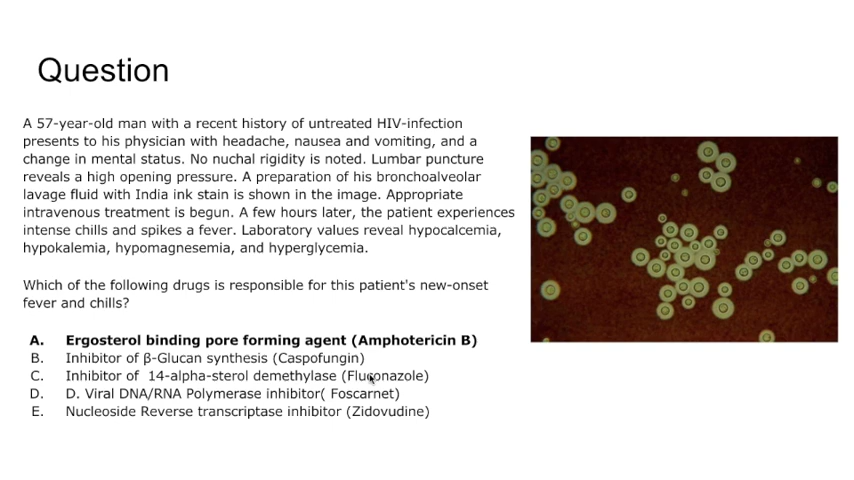 Question
A 57-year-old man with a recent history of untreated HIV-infection
presents to his physician with headache, nausea and vomiting, and a
change in mental status. No nuchal rigidity is noted. Lumbar puncture
reveals a high opening pressure. A preparation of his bronchoalveolar
lavage fluid with India ink stain is shown in the image. Appropriate
intravenous treatment is begun. A few hours later, the patient experiences
intense chills and spikes a fever. Laboratory values reveal hypocalcemia,
hypokalemia, hypomagnesemia, and hyperglycemia.
Which of the following drugs is responsible for this patient's new-onset
fever and chills?
A. Ergosterol binding pore forming agent (Amphotericin B)
B. Inhibitor of β-Glucan synthesis (Caspofungin)
C. Inhibitor of 14-alpha-sterol demethylase (Fluconazole)
D. D. Viral DNA/RNA Polymerase inhibitor( Foscarnet)
E. Nucleoside Reverse transcriptase inhibitor (Zidovudine)